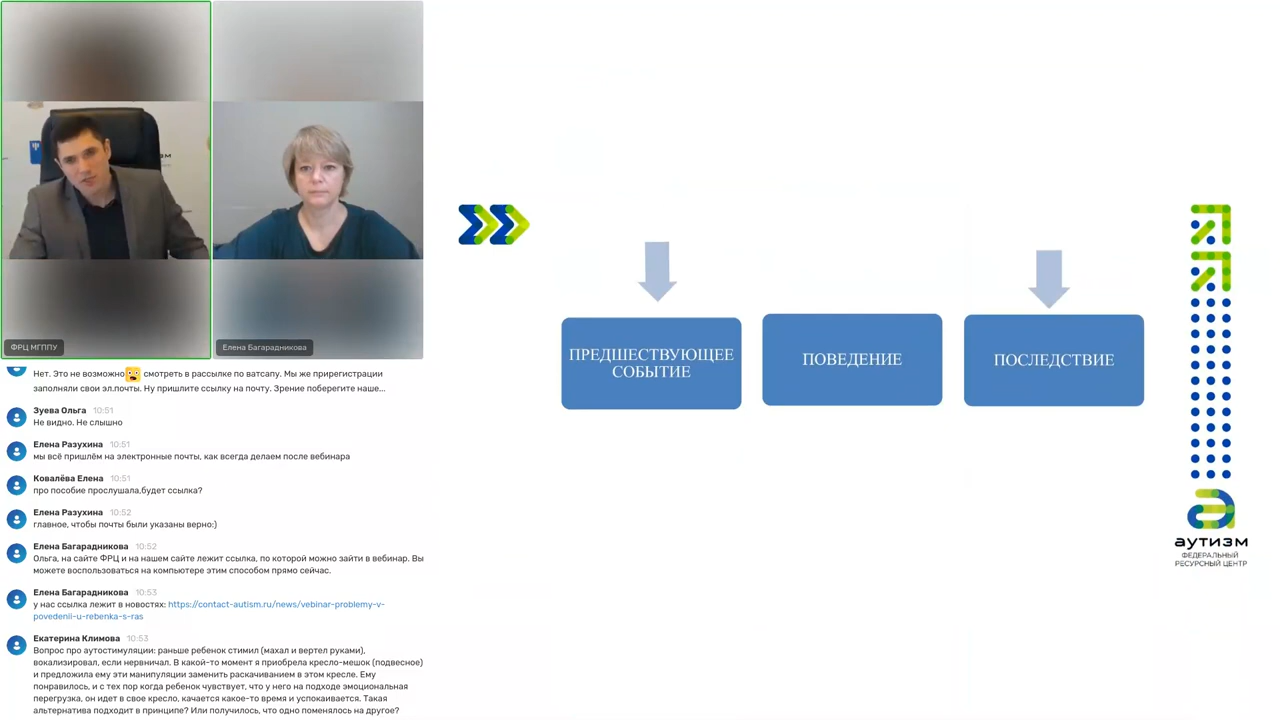 ФРЦ МГППУ
Елена Багарадникова
Нет. Это не возможно смотреть в рассылке по ватсапу. Мы же пририегистрации
заполняли свои эл.почты. Ну пришлите ссылку на почту. Зрение поберегите наше...
Зуева Ольга 10:51
Не видно. Не слышно
Елена Разухина 10:51
мы всё пришлём на электронные почты, как всегда делаем после вебинара
Ковалёва Елена 10:51
про пособие прослушала,будет ссылка?
Елена Разухина 10:52
главное, чтобы почты были указаны верно:)
Елена Багарадникова 10:52
Ольга, на сайте ФРЦ и на нашем сайте лежит ссылка, по которой можно зайти в вебинар. Вы
можете воспользоваться на компьютере этим способом прямо сейчас.
Елена Багарадникова 10:53
у нас ссылка лежит в новостях: https://contact-autism.ru/news/vebinar-problemy-v-
povedenii-u-rebenka-s-ras
Екатерина Климова 10:53
Вопрос про аутостимуляции: раньше ребенок стимил (махал и вертел руками),
вокализировал, если нервничал. В какой-то момент я приобрела кресло-мешок (подвесное)
и предложила ему эти манипуляции заменить раскачиванием в этом кресле. Ему
понравилось, и с тех пор когда ребенок чувствует, что у него на подходе эмоциональная
перегрузка, он идет в свое кресло, качается какое-то время и успокаивается. Такая
альтернатива подходит в принципе? Или получилось, что одно поменялось на другое?
ПРЕДШЕСТВУЮЩЕЕ
СОБЫТИЕ
ПОВЕДЕНИЕ
ПОСЛЕДСТВИЕ
аутизм
ФЕДЕРАЛЬНЫЙ
РЕСУРСНЫЙ ЦЕНТР